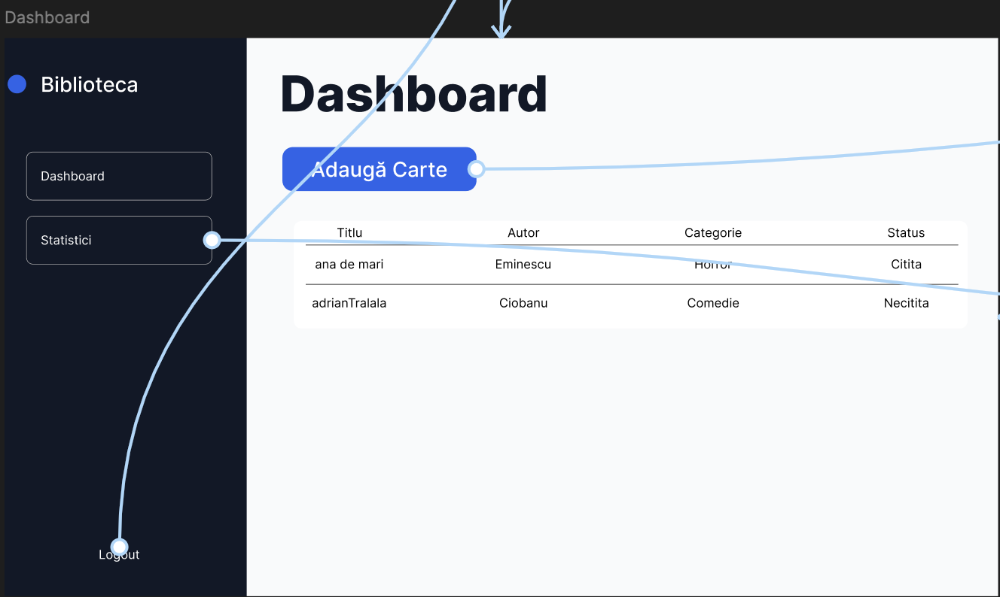 Dashboard
Biblioteca
Dashboard
Statistici
Logout
Dashboard
Adaugă Carte
Titlu Autor Categorie Status
ana de mari Eminescu Horror Citita
adrianTralala Ciobanu Comedie Necitita